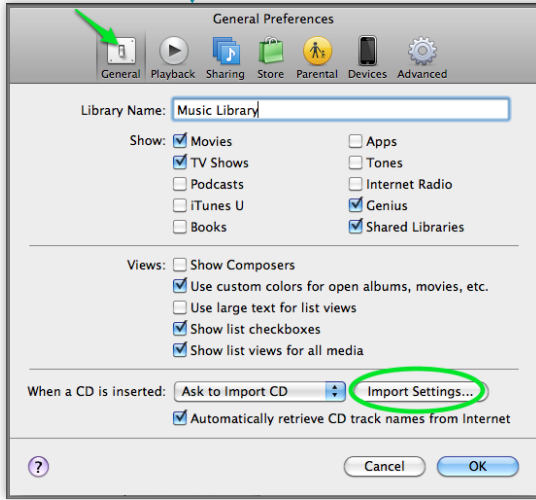 General Preferences
General Playback Sharing Store Parental Devices Advanced
Library Name: Music Library
Show: Movies Apps
TV Shows Tones
Podcasts Internet Radio
iTunes U Genius
Books Shared Libraries
Views: Show Composers
Use custom colors for open albums, movies, etc.
Use large text for list views
Show list checkboxes
Show list views for all media
When a CD is inserted: Ask to Import CD Import Settings...
Automatically retrieve CD track names from Internet
? Cancel OK